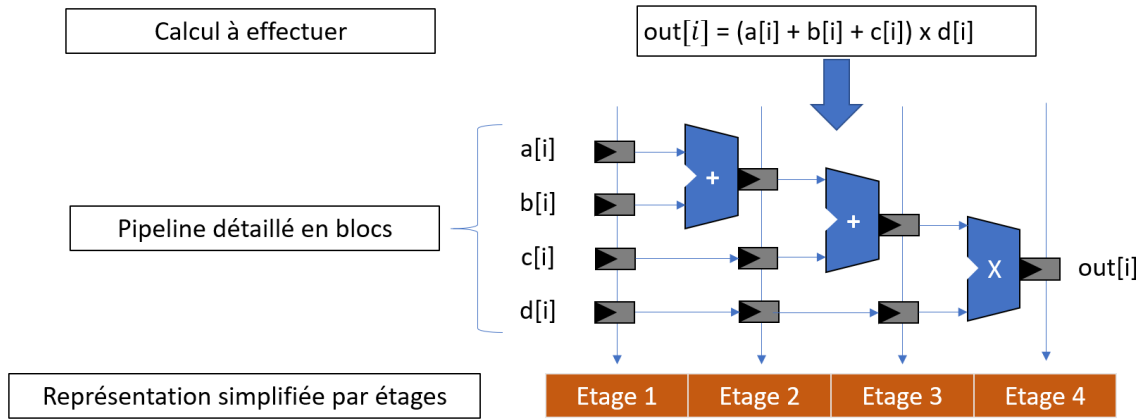 Calcul à effectuer
out[i] = (a[i] + b[i] + c[i]) x d[i]
Pipeline détaillé en blocs
a[i]
b[i]
c[i]
d[i]
+
+
X
out[i]
Représentation simplifiée par étages
Etage 1
Etage 2
Etage 3
Etage 4